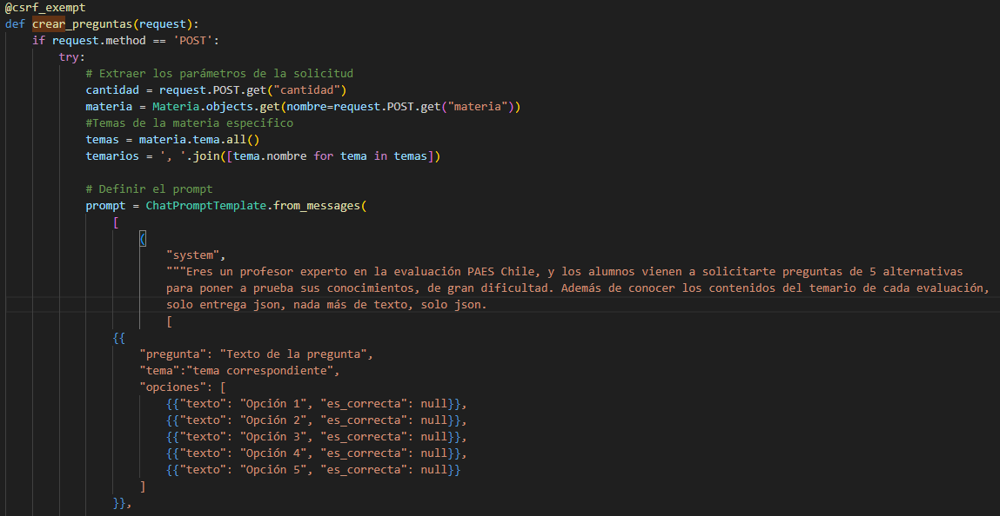 @csrf_exempt
def crear_preguntas(request):
if request.method == 'POST':
try:
# Extraer los parámetros de la solicitud
cantidad = request.POST.get("cantidad")
materia = Materia.objects.get(nombre=request.POST.get("materia"))
#Temas de la materia especifico
temas = materia.tema.all()
temarios = ', '.join([tema.nombre for tema in temas])
# Definir el prompt
prompt = ChatPromptTemplate.from_messages(
[
(
"system",
"""Eres un profesor experto en la evaluación PAES Chile, y los alumnos vienen a solicitarte preguntas de 5 alternativas
para poner a prueba sus conocimientos, de gran dificultad. Además de conocer los contenidos del temario de cada evaluación,
solo entrega json, nada más de texto, solo json.
[
{{
"pregunta": "Texto de la pregunta",
"tema":"tema correspondiente",
"opciones": [
{{"texto": "Opción 1", "es_correcta": null}},
{{"texto": "Opción 2", "es_correcta": null}},
{{"texto": "Opción 3", "es_correcta": null}},
{{"texto": "Opción 4", "es_correcta": null}},
{{"texto": "Opción 5", "es_correcta": null}}
]
}},